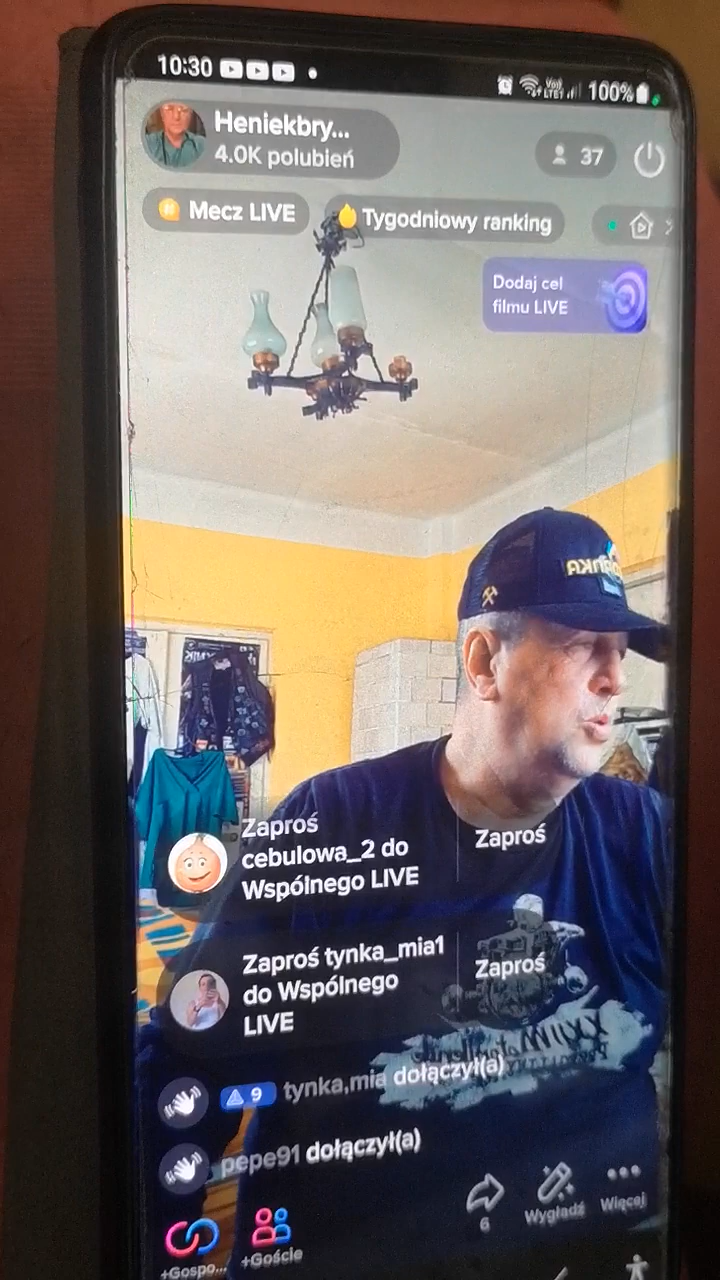 10:30
100%
Heniekbry...
4.0K polubień
37
Mecz LIVE
Tygodniowy ranking
Dodaj cel
filmu LIVE
Zaproś
cebulowa_2 do
Wspólnego LIVE
Zaproś
Zaproś tynka_mia1
do Wspólnego
LIVE
Zaproś
9 tynka,mia dołączył(a)
pepe91 dołączył(a)
+Gospo...
+Goście
6
Wygładź
Więcej